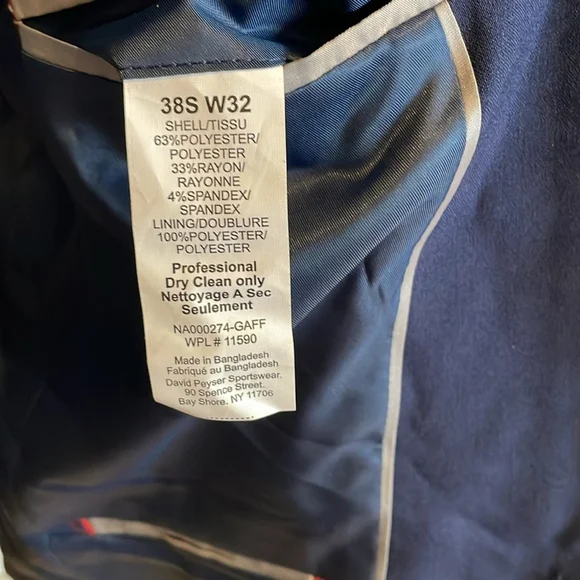 38S W32
SHELL/TISSU
63%POLYESTER/
POLYESTER
33%RAYON/
RAYONNE
4%SPANDEX/
SPANDEX
LINING/DOUBLURE
100%POLYESTER/
POLYESTER
Professional
Dry Clean only
Nettoyage A Sec
Seulement
NA000274-GAFF
WPL # 11590
Made in Bangladesh
Fabriqué au Bangladesh
David Peyser Sportswear.
90 Spence Street.
Bay Shore. NY 11706